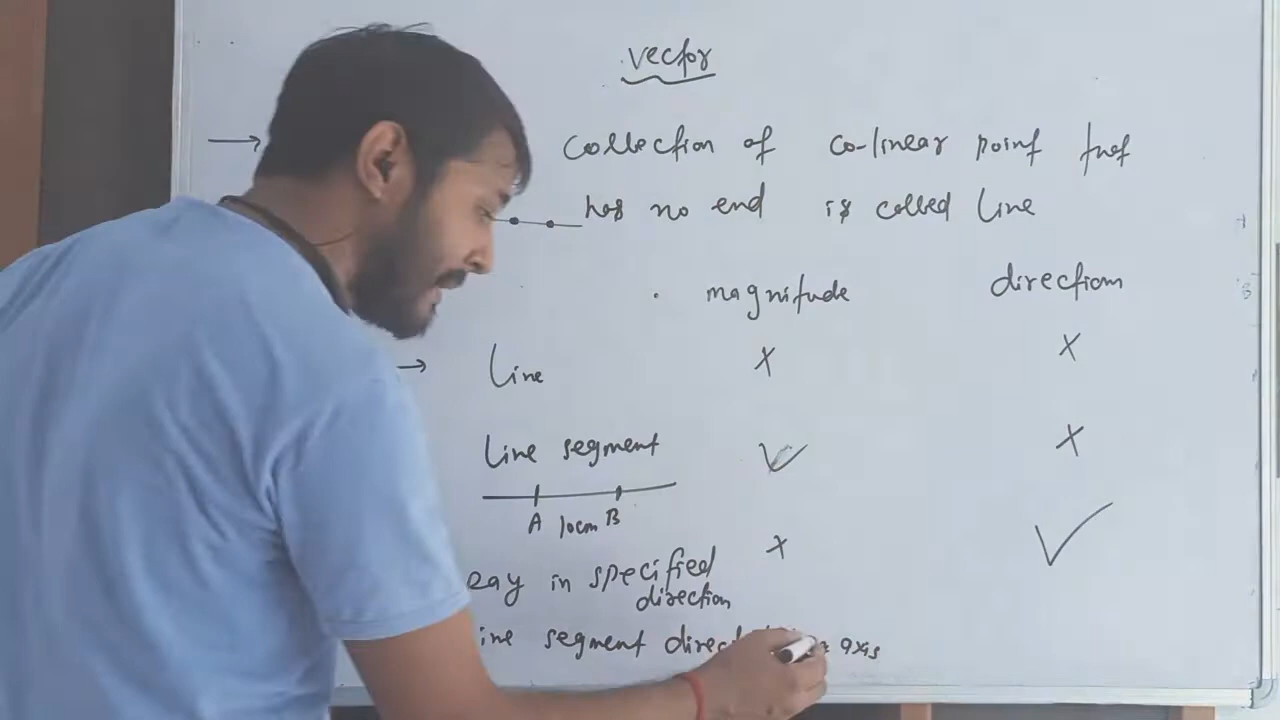 vector
→ collection of co-linear point that
has no end is called line
magnitude direction
→ line x x
line segment ✓ x
A 10cm B
in specified x ✓
direction
segment axis